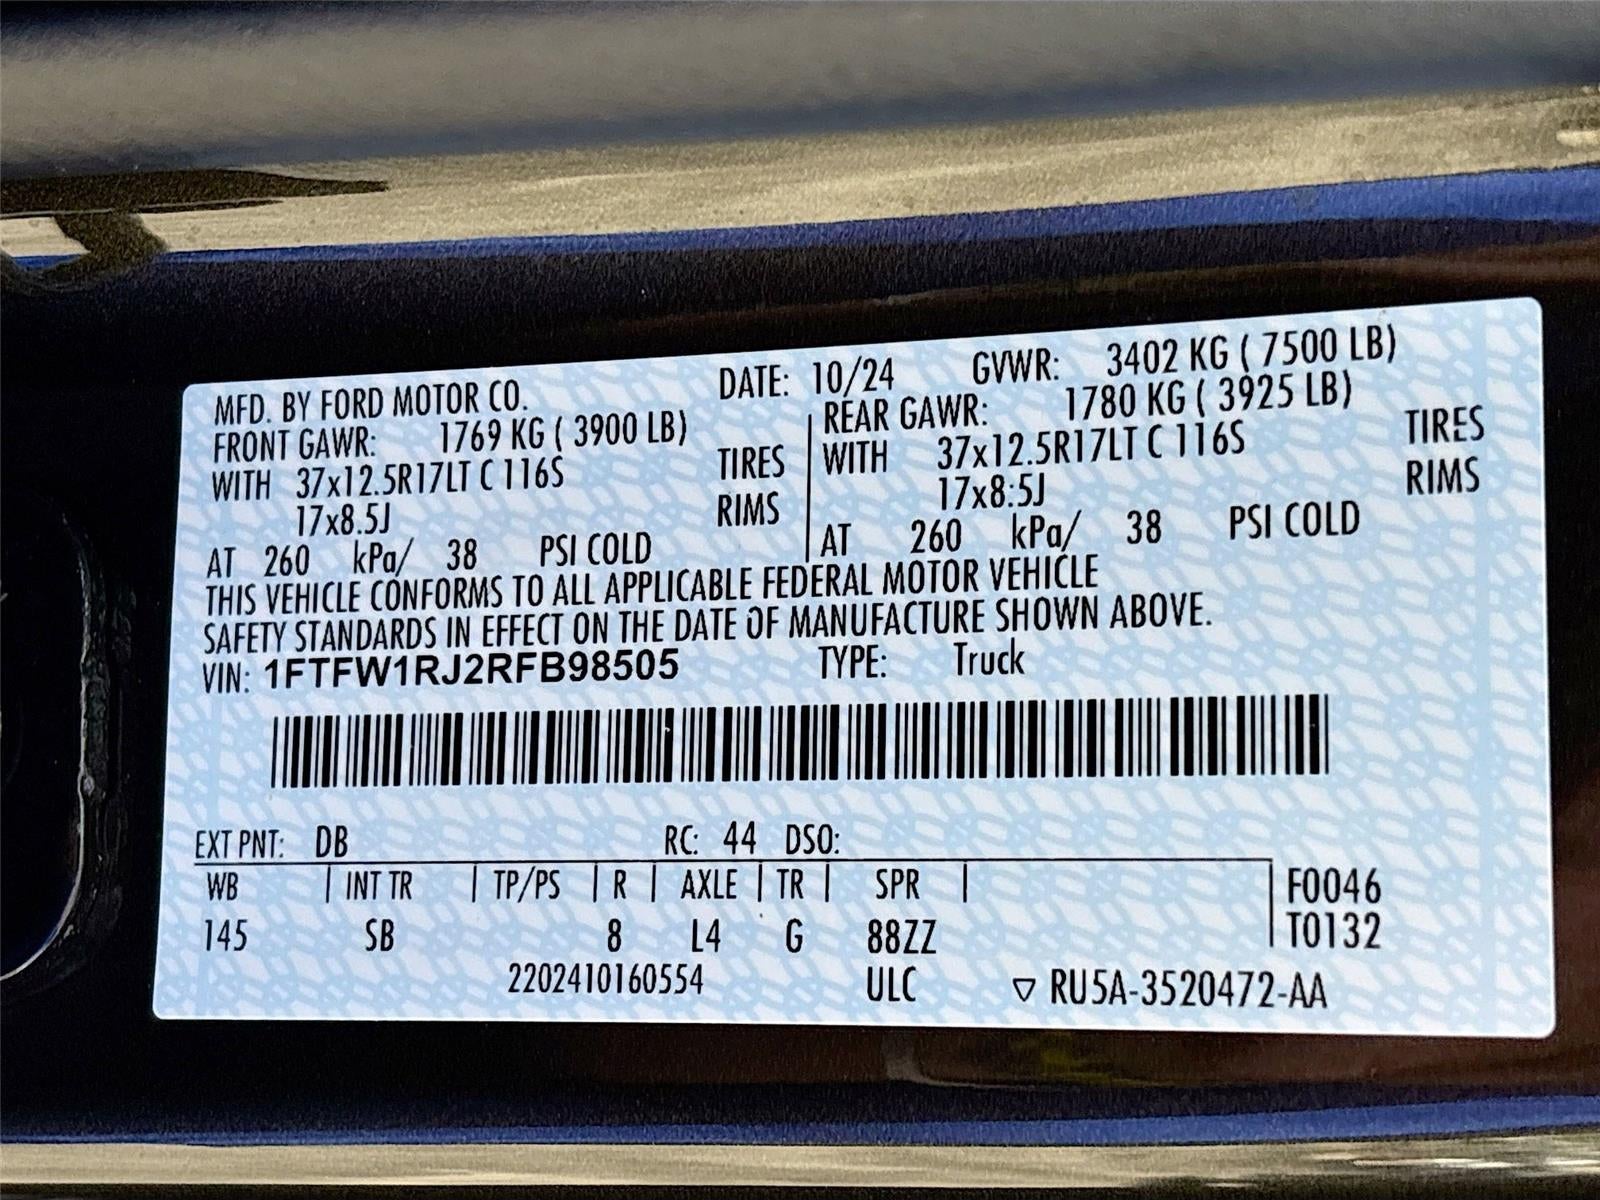 MFD. BY FORD MOTOR CO. DATE: 10/24 GVWR: 3402 KG ( 7500 LB)
FRONT GAWR: 1769 KG ( 3900 LB) REAR GAWR: 1780 KG ( 3925 LB)
WITH 37x12.5R17LT C 116S TIRES WITH 37x12.5R17LT C 116S TIRES
17x8.5J RIMS 17x8.5J RIMS
AT 260 kPa/ 38 PSI COLD AT 260 kPa/ 38 PSI COLD
THIS VEHICLE CONFORMS TO ALL APPLICABLE FEDERAL MOTOR VEHICLE
SAFETY STANDARDS IN EFFECT ON THE DATE OF MANUFACTURE SHOWN ABOVE.
VIN: 1FTFW1RJ2RFB98505 TYPE: Truck
EXT PNT: DB RC: 44 DSO:
WB | INT TR | TP/PS | R | AXLE | TR | SPR | F0046
145 SB 8 L4 G 88ZZ T0132
2202410160554 ULC ▽ RU5A-3520472-AA